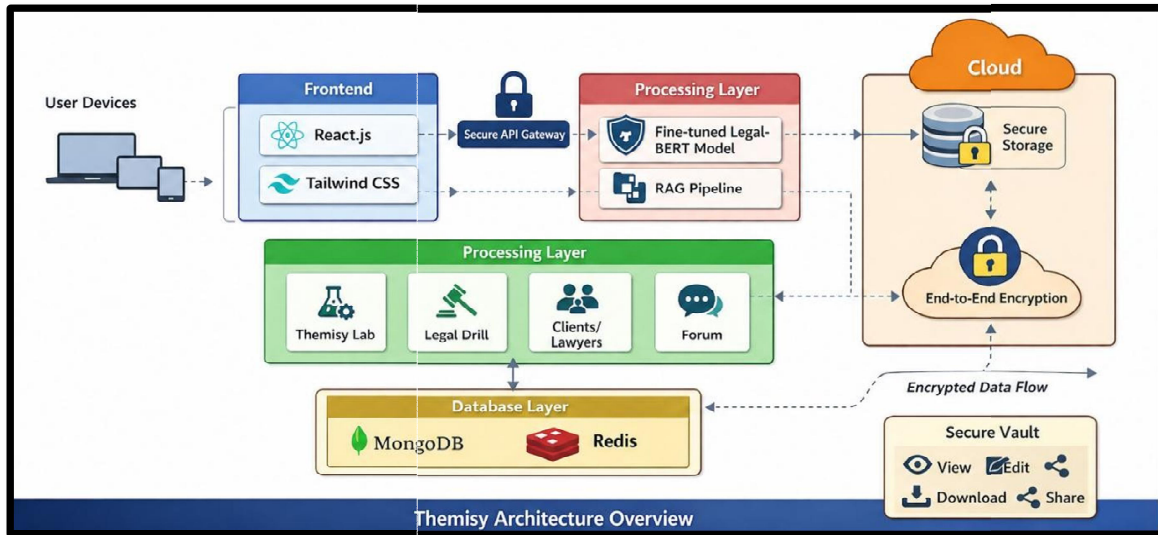 User Devices
Frontend
React.js
Tailwind CSS
Secure API Gateway
Processing Layer
Fine-tuned Legal-
BERT Model
RAG Pipeline
Cloud
Secure
Storage
End-to-End Encryption
Processing Layer
Themisy Lab
Legal Drill
Clients/
Lawyers
Forum
Encrypted Data Flow
Database Layer
MongoDB
Redis
Secure Vault
View Edit
Download Share
Themisy Architecture Overview